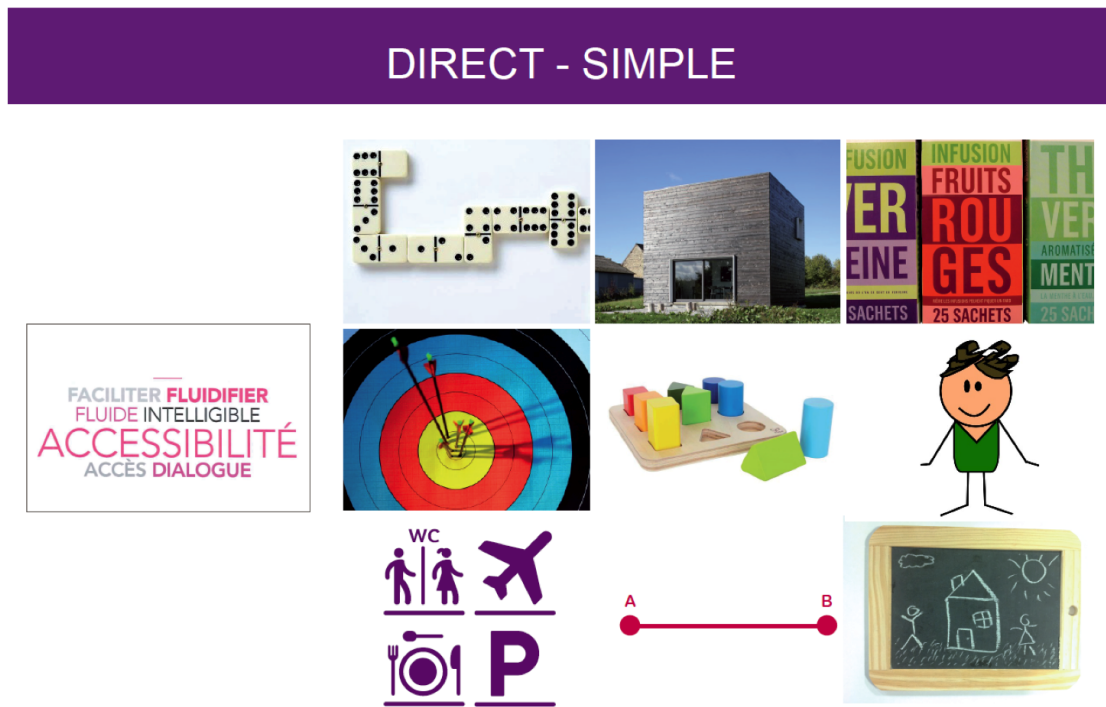 DIRECT - SIMPLE
FUSION
VER
EINE
SACHETS
INFUSION
FRUITS
ROU
GES
25 SACHETS
TH
VER
AROMATISÉ
MENT
25 SACH
FACILITER FLUIDIFIER
FLUIDE INTELLIGIBLE
ACCESSIBILITÉ
ACCÈS DIALOGUE
WC
P
A
B